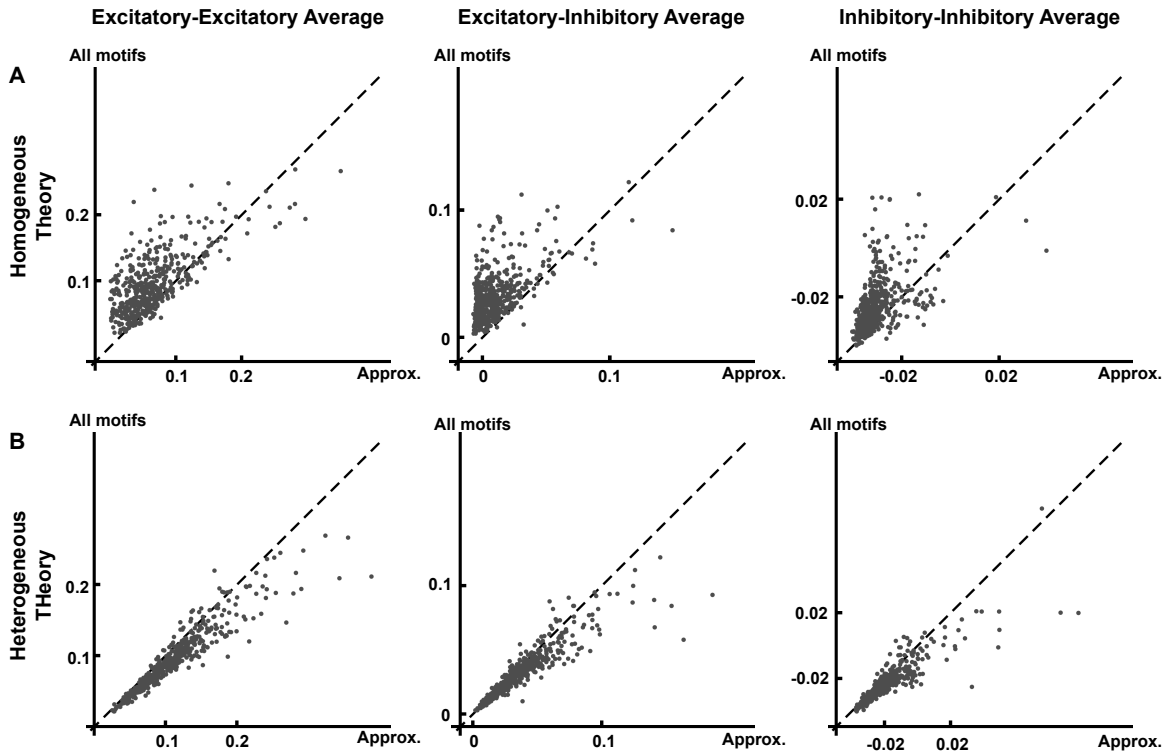 Excitatory-Excitatory Average
Excitatory-Inhibitory Average
Inhibitory-Inhibitory Average
A
Homogeneous
Theory
All motifs
0.2
0.1
0.1
0.2
Approx.
All motifs
0.1
0
0
0.1
Approx.
All motifs
0.02
-0.02
-0.02
0.02
Approx.
B
Heterogeneous
THeory
All motifs
0.2
0.1
0.1
0.2
Approx.
All motifs
0.1
0
0
0.1
Approx.
All motifs
0.02
-0.02
-0.02
0.02
Approx.